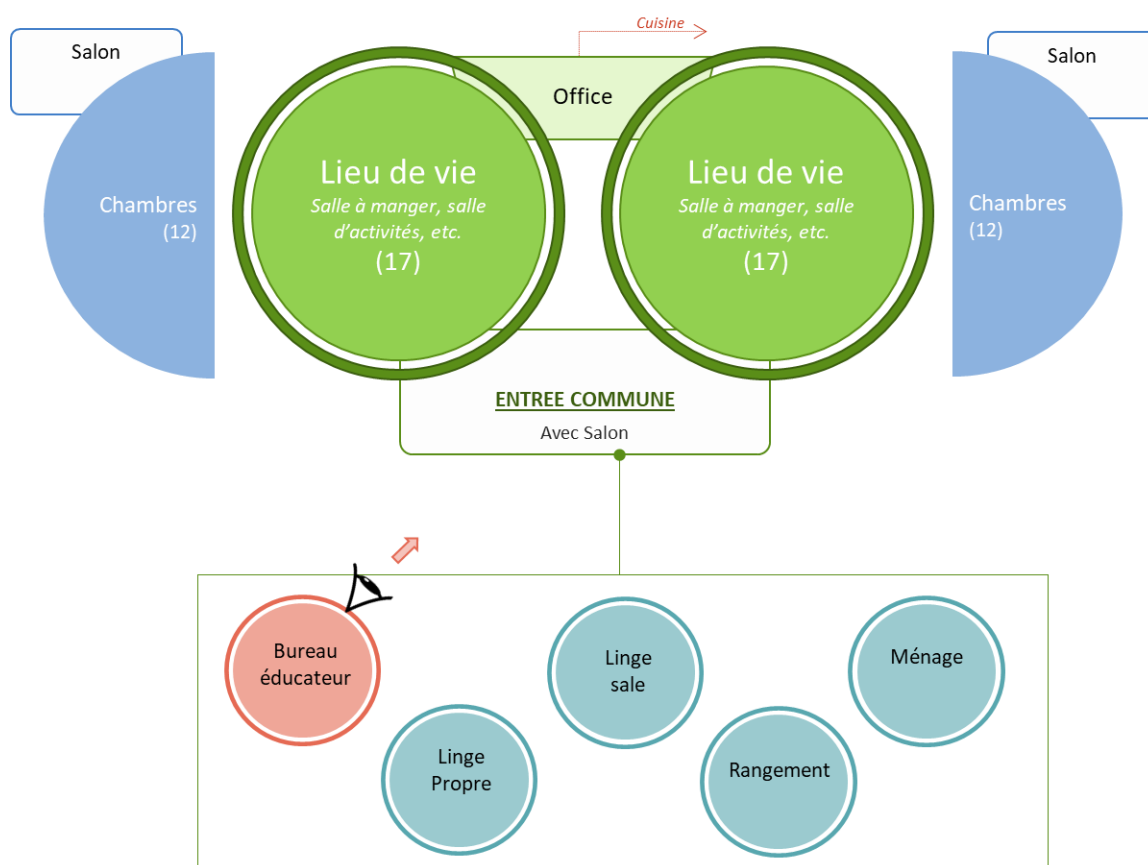 Cuisine
Salon
Salon
Office
Lieu de vie
Salle à manger, salle
d'activités, etc.
(17)
Lieu de vie
Salle à manger, salle
d'activités, etc.
(17)
Chambres
(12)
Chambres
(12)
ENTREE COMMUNE
Avec Salon
Bureau
éducateur
Linge
sale
Ménage
Linge
Propre
Rangement